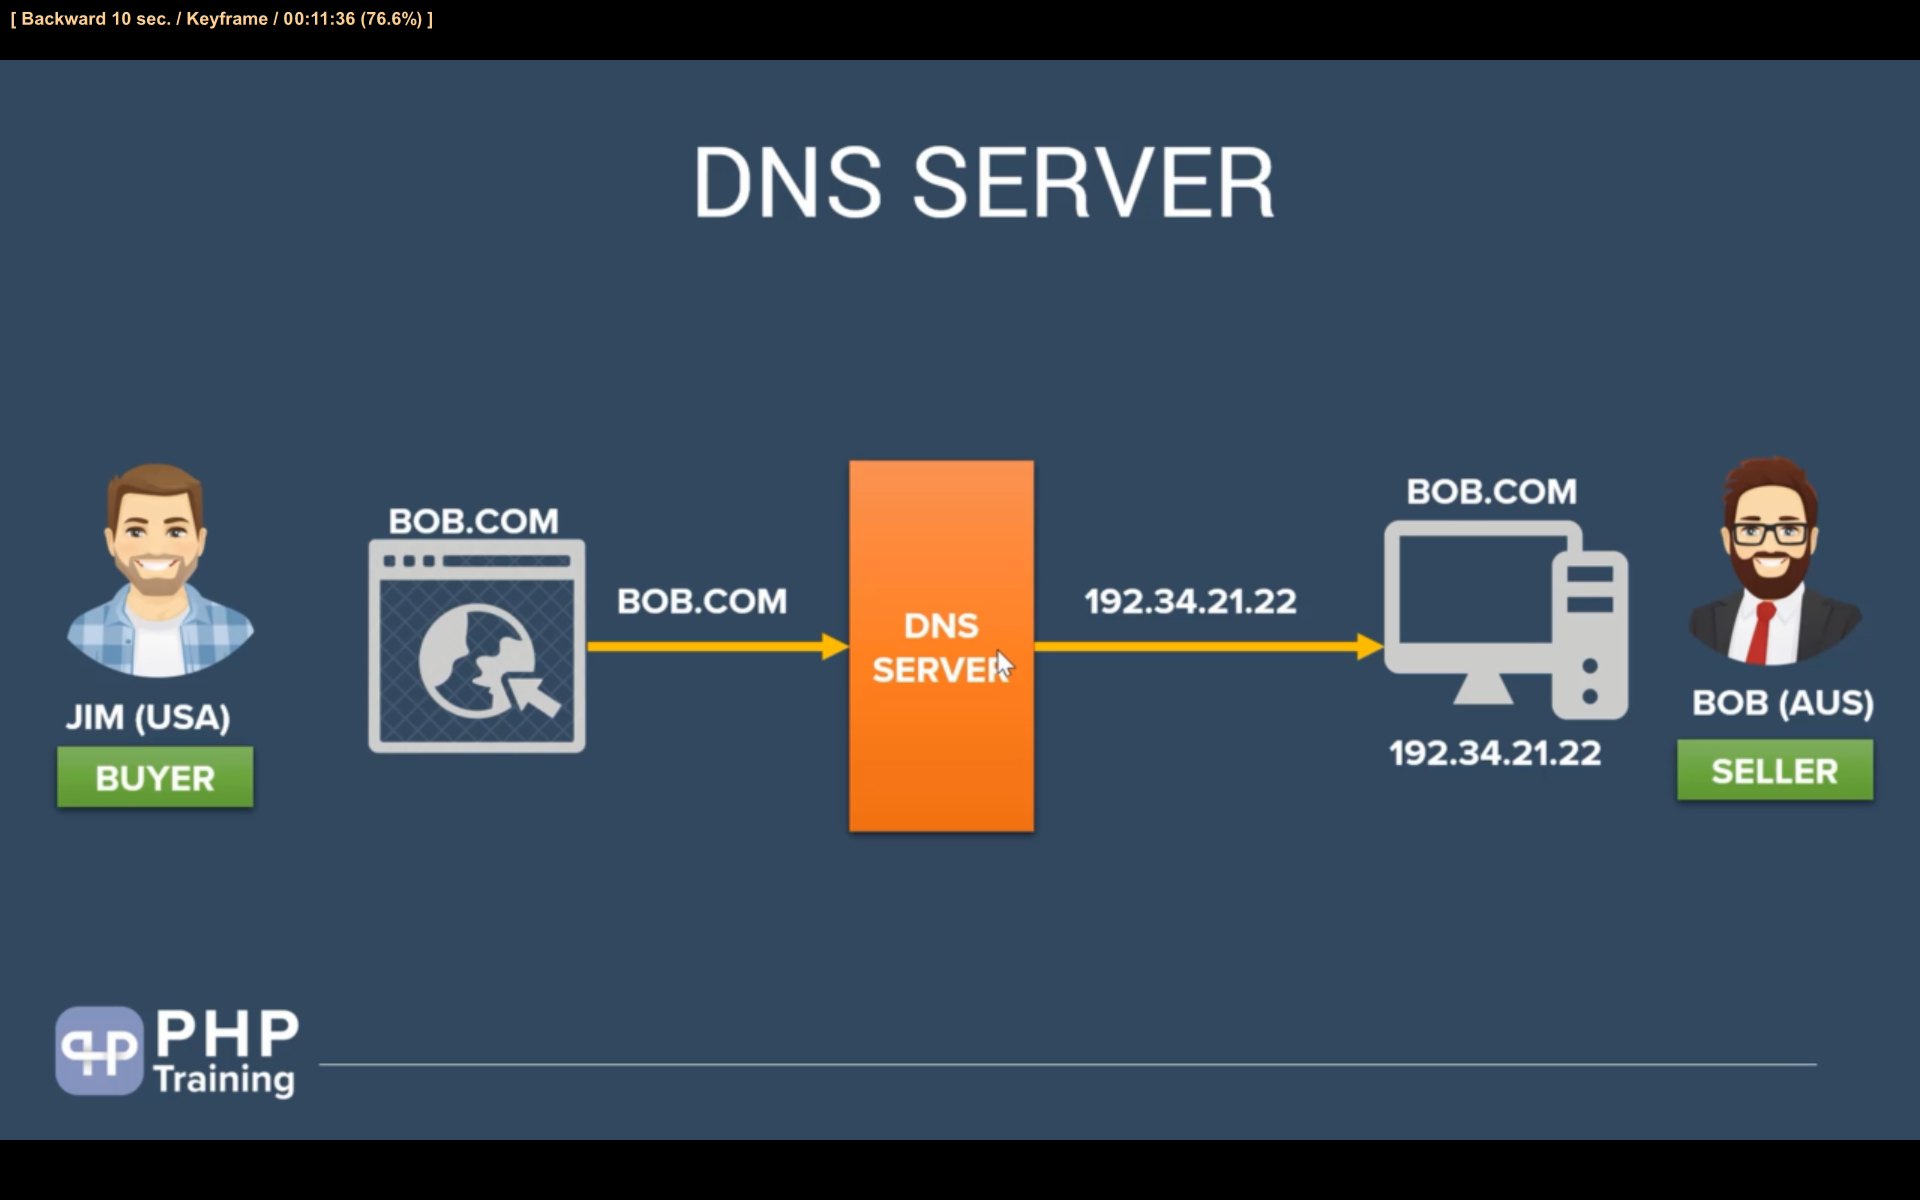 [ Backward 10 sec. / Keyframe / 00:11:36 (76.6%) ]
DNS SERVER
BOB.COM
BOB.COM
192.34.21.22
DNS
SERVER
BOB.COM
192.34.21.22
JIM (USA)
BUYER
BOB (AUS)
SELLER
PHP
PHP
Training